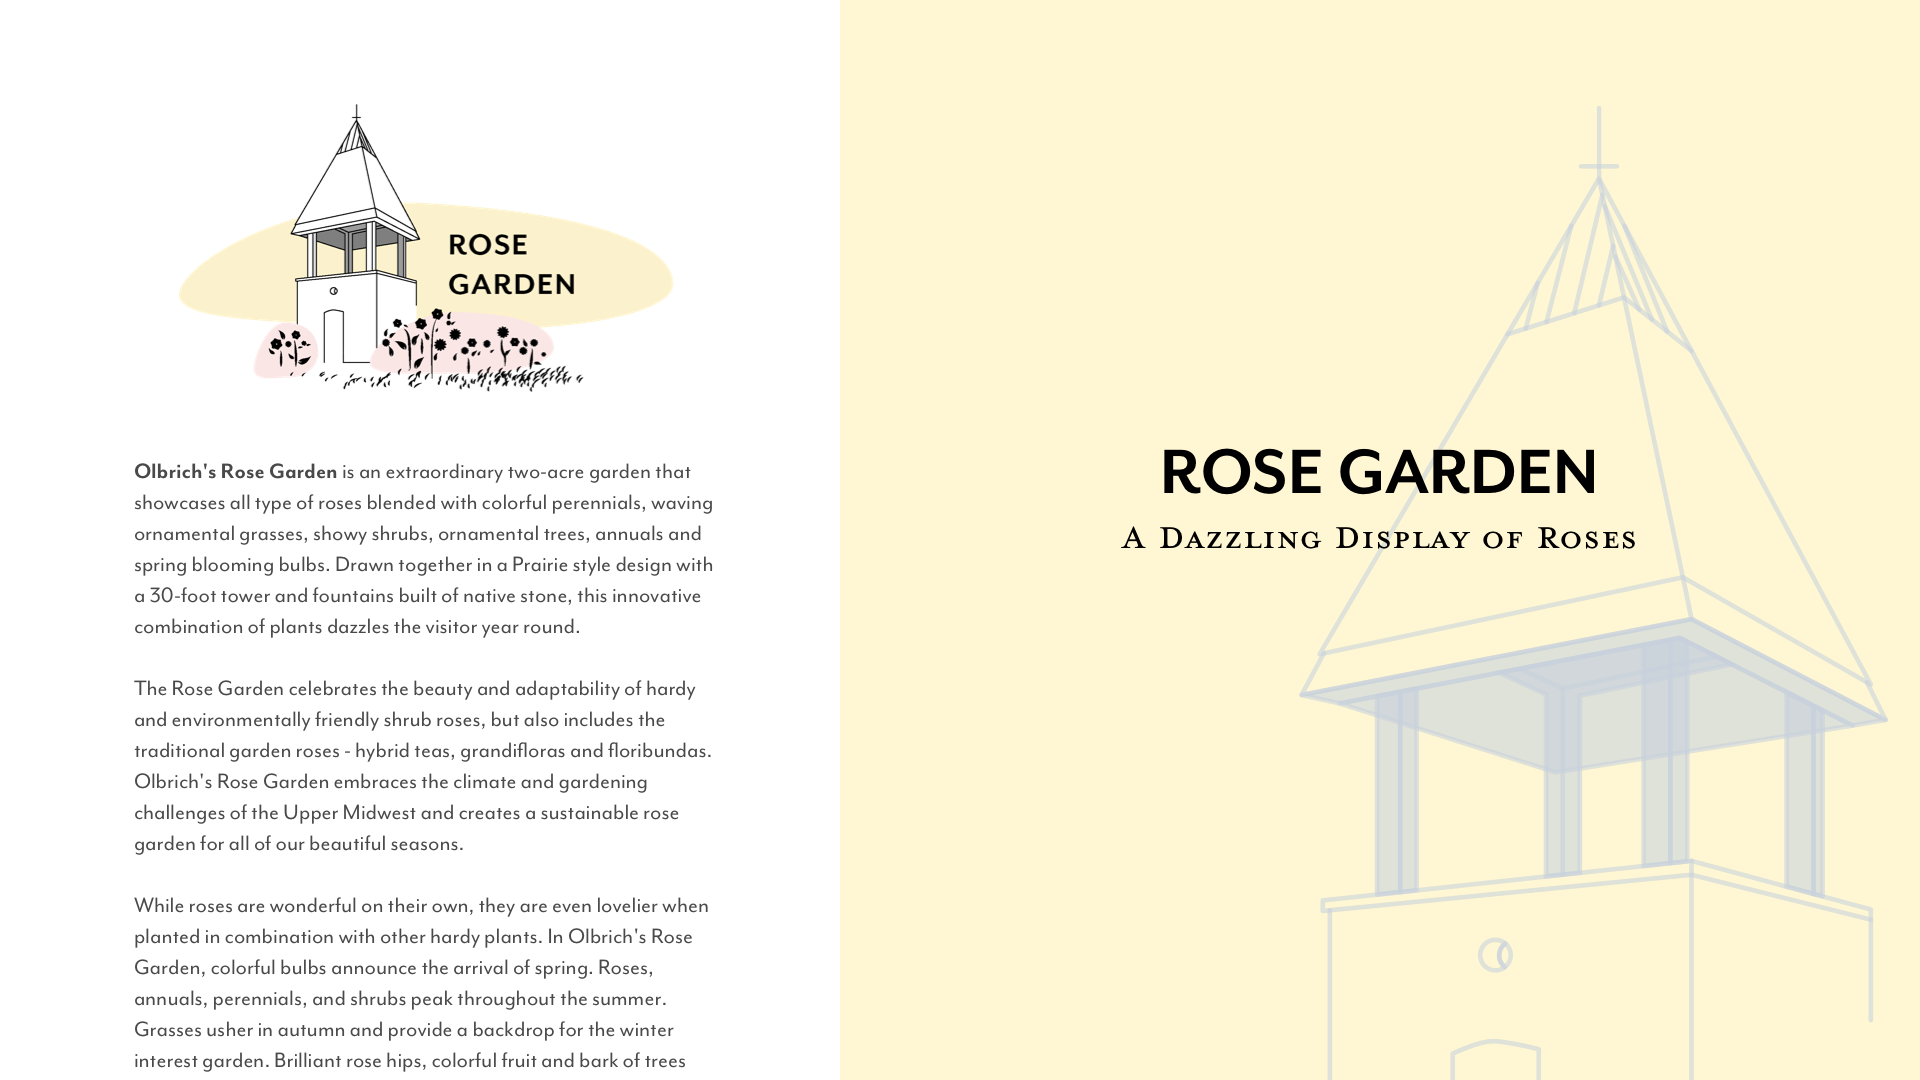 ROSE
GARDEN
Olbrich's Rose Garden is an extraordinary two-acre garden that
showcases all type of roses blended with colorful perennials, waving
ornamental grasses, showy shrubs, ornamental trees, annuals and
spring blooming bulbs. Drawn together in a Prairie style design with
a 30-foot tower and fountains built of native stone, this innovative
combination of plants dazzles the visitor year round.
The Rose Garden celebrates the beauty and adaptability of hardy
and environmentally friendly shrub roses, but also includes the
traditional garden roses - hybrid teas, grandifloras and floribundas.
Olbrich's Rose Garden embraces the climate and gardening
challenges of the Upper Midwest and creates a sustainable rose
garden for all of our beautiful seasons.
While roses are wonderful on their own, they are even lovelier when
planted in combination with other hardy plants. In Olbrich's Rose
Garden, colorful bulbs announce the arrival of spring. Roses,
annuals, perennials, and shrubs peak throughout the summer.
Grasses usher in autumn and provide a backdrop for the winter
interest garden. Brilliant rose hips, colorful fruit and bark of trees
ROSE GARDEN
A Dazzling Display of Roses